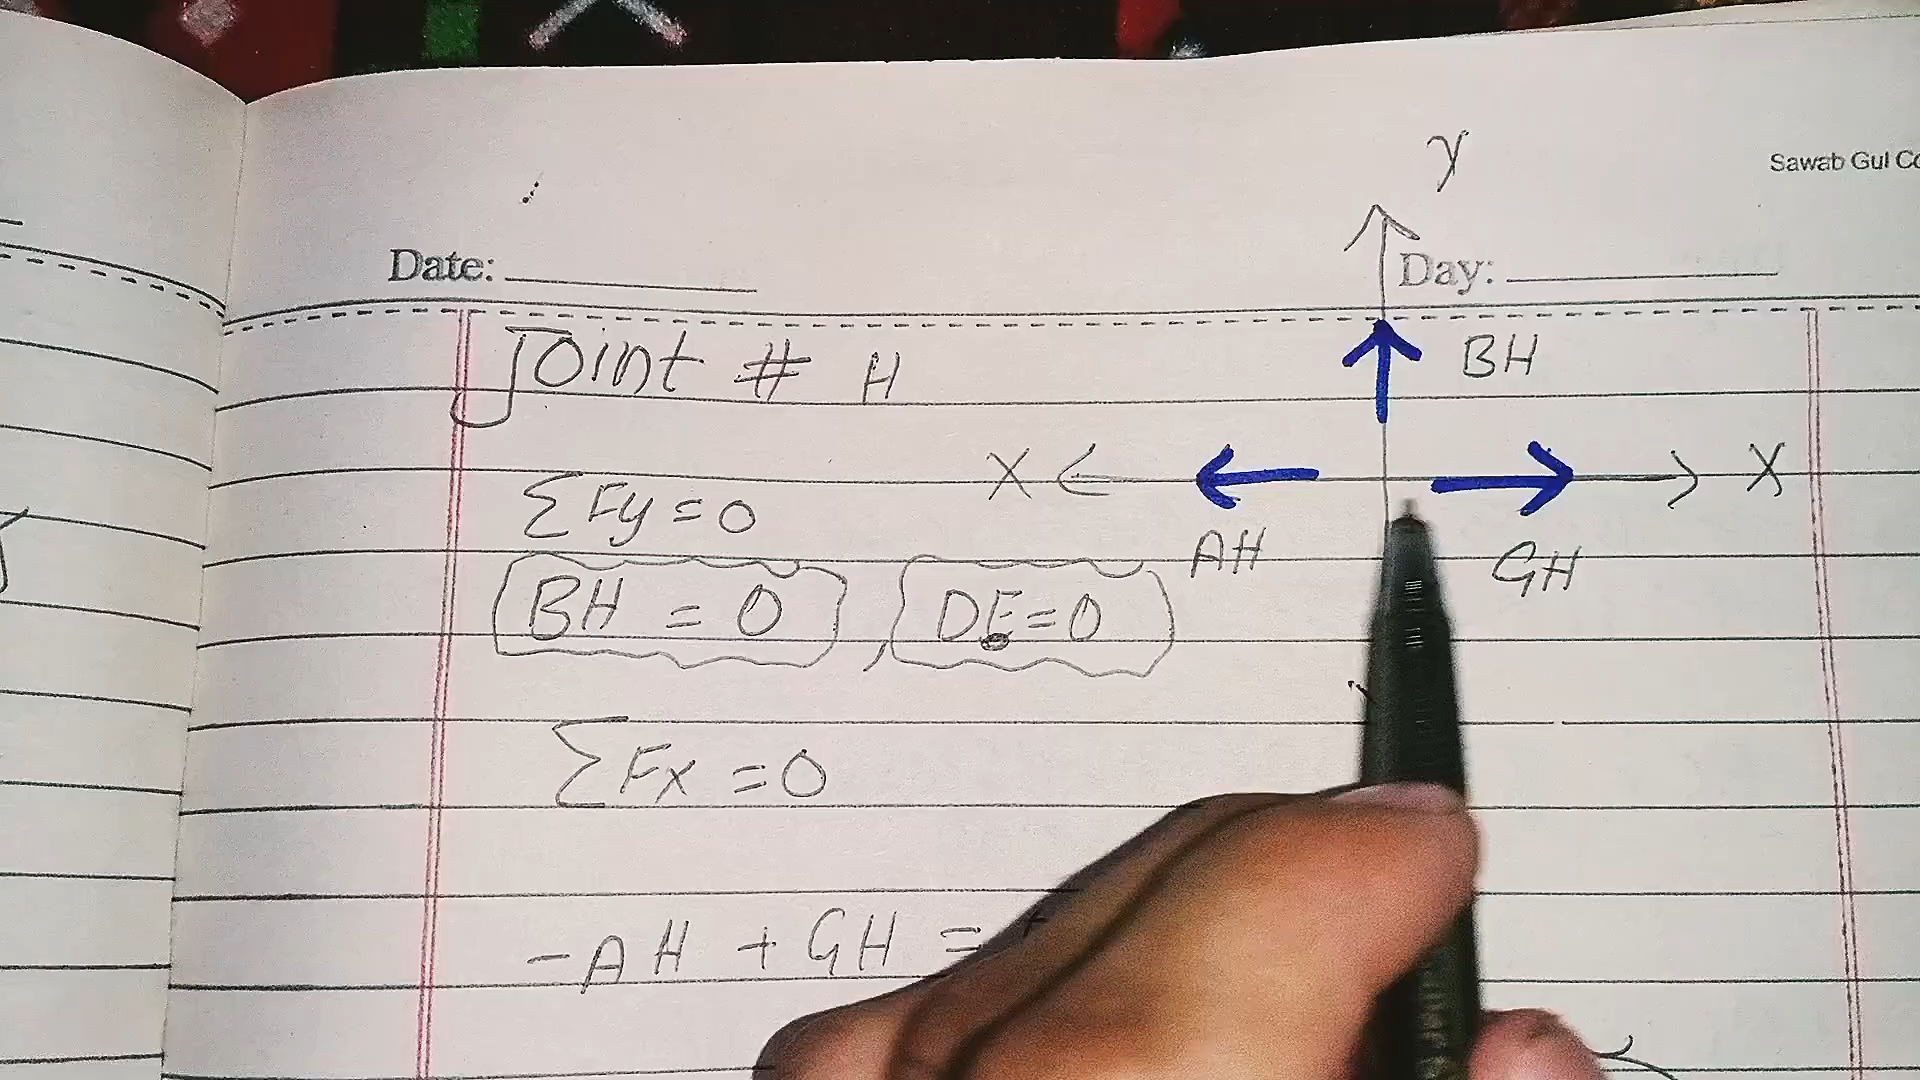 Y
Sawab Gul Co
Date:
Day:
Joint # H
BH
X
X
ΣFy = 0
AH
GH
BH = 0 , DE = 0
ΣFx = 0
-AH + GH =